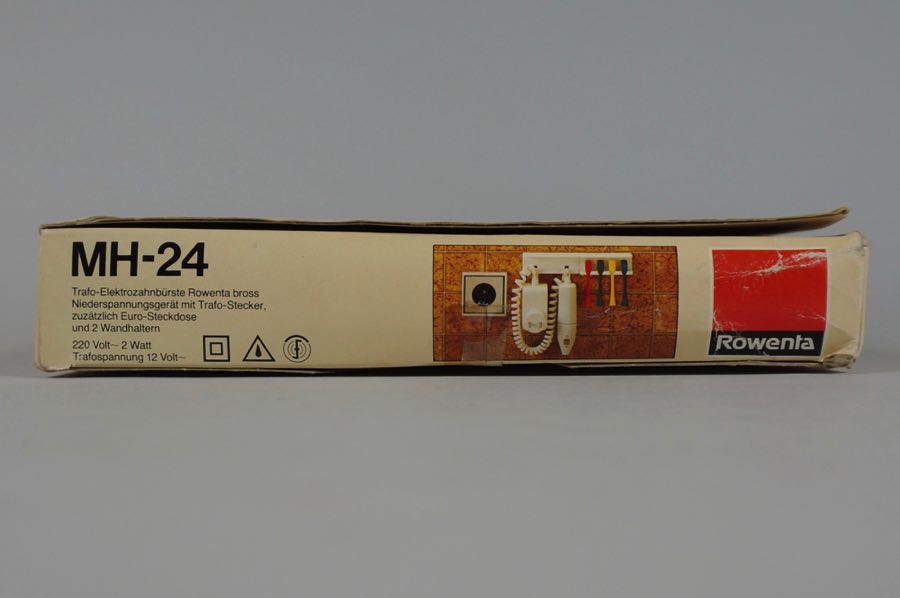 MH-24
Trafo-Elektrozahnbürste Rowenta bross
Niederspannungsgerät mit Trafo-Stecker,
zusätzlich Euro-Steckdose
und 2 Wandhaltern
220 Volt~ 2 Watt
Trafospannung 12 Volt~
Rowenta